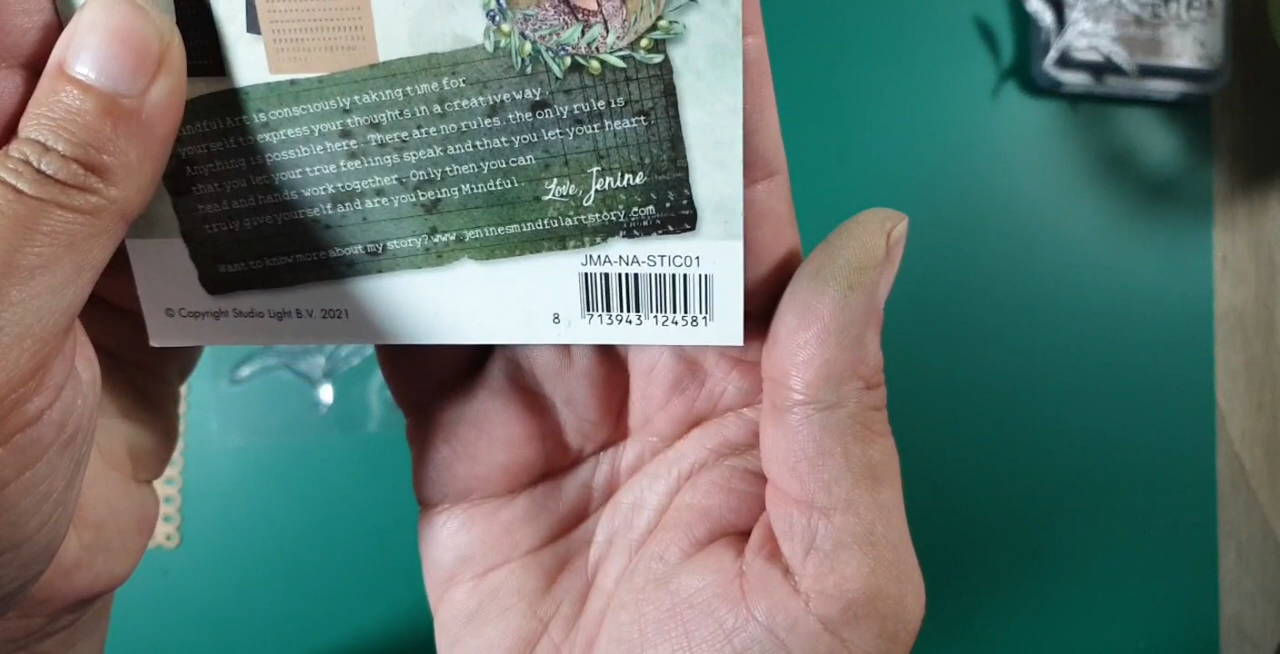 indful Art is consciously taking time for
yourself to express your thoughts in a creative way.
Anything is possible here. There are no rules. the only rule is
that you let your true feelings speak and that you let your heart,
head and hands work together. Only then you can
truly give yourself and are you being Mindful.
Love, Jenine
Want to know more about my story? www.jeninesmindfulartstory.com
JMA-NA-STIC01
© Copyright Studio Light B.V. 2021
8 713943 124581